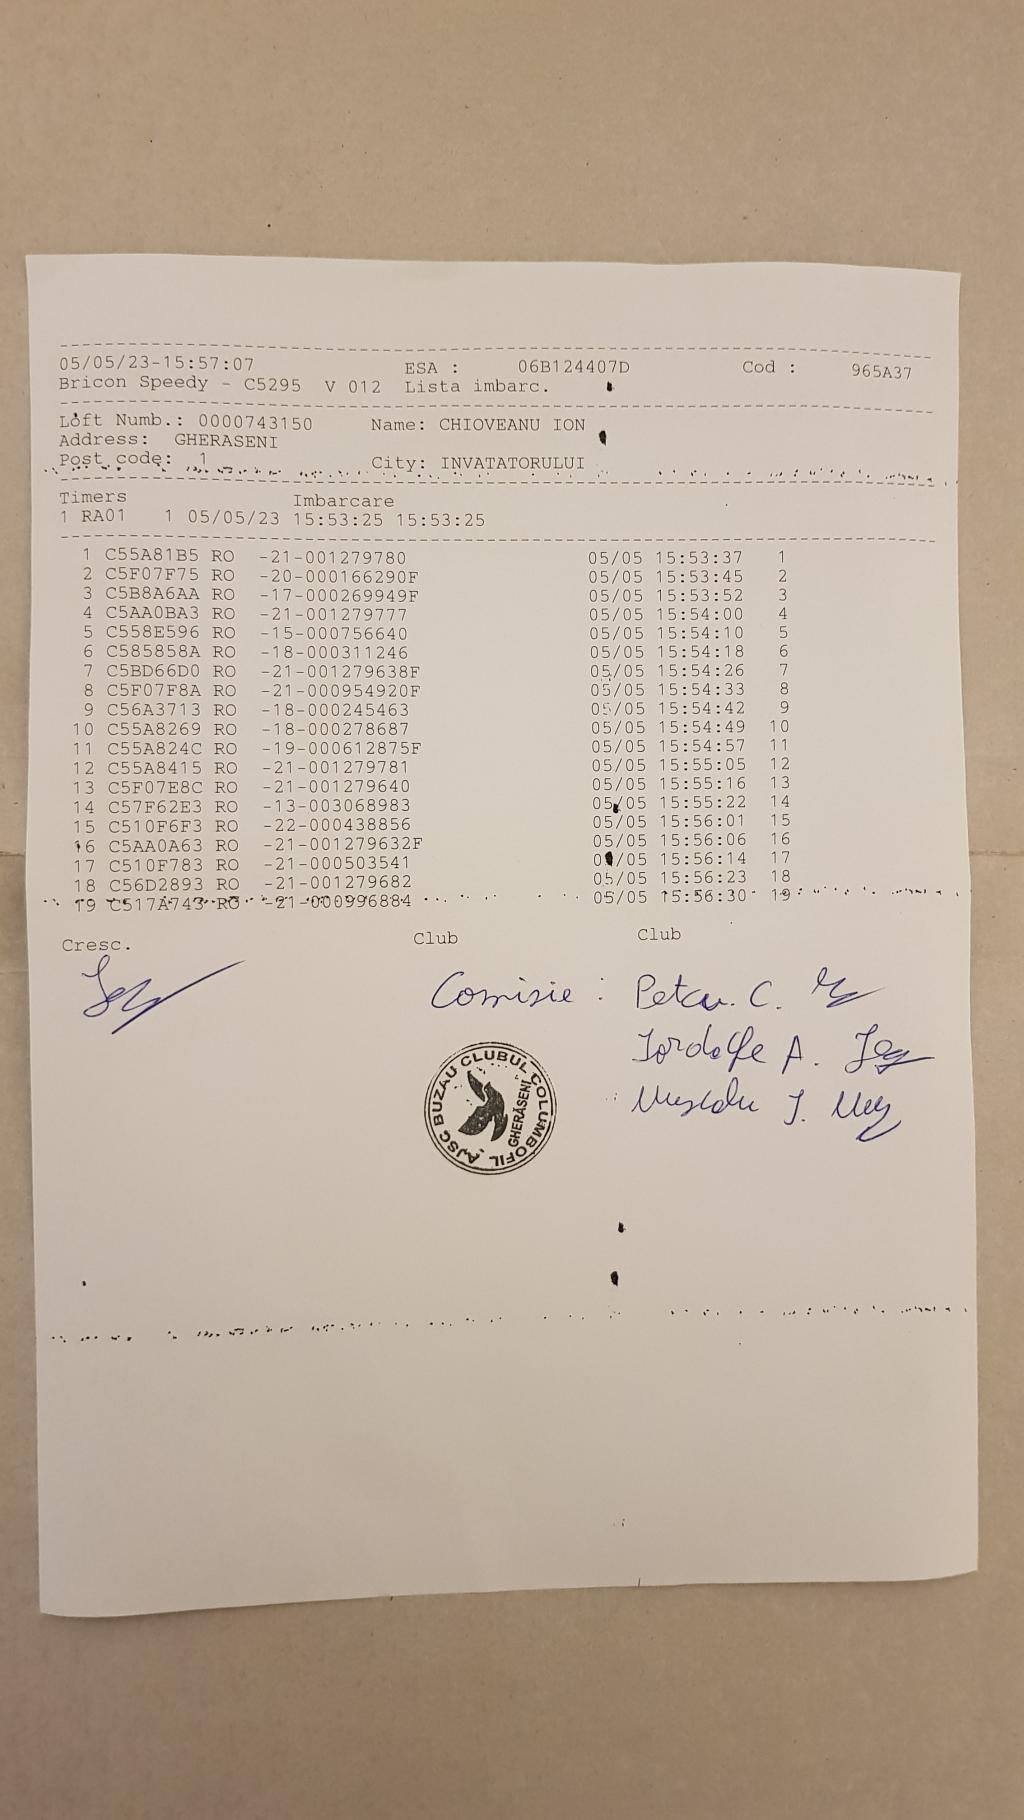 05/05/23-15:57:07 ESA : 06B124407D Cod : 965A37
Bricon Speedy - C5295 V 012 Lista imbarc.
Loft Numb.: 0000743150 Name: CHIOVEANU ION
Address: GHERASENI
Post code: 1 City: INVATATORULUI
Timers Imbarcare
1 RA01 1 05/05/23 15:53:25 15:53:25
1 C55A81B5 RO -21-001279780 05/05 15:53:37 1
2 C5F07F75 RO -20-000166290F 05/05 15:53:45 2
3 C5B8A6AA RO -17-000269949F 05/05 15:53:52 3
4 C5AA0BA3 RO -21-001279777 05/05 15:54:00 4
5 C558E596 RO -15-000756640 05/05 15:54:10 5
6 C585858A RO -18-000311246 05/05 15:54:18 6
7 C5BD66D0 RO -21-001279638F 05/05 15:54:26 7
8 C5F07F8A RO -21-000954920F 05/05 15:54:33 8
9 C56A3713 RO -18-000245463 05/05 15:54:42 9
10 C55A8269 RO -18-000278687 05/05 15:54:49 10
11 C55A824C RO -19-000612875F 05/05 15:54:57 11
12 C55A8415 RO -21-001279781 05/05 15:55:05 12
13 C5F07E8C RO -21-001279640 05/05 15:55:16 13
14 C57F62E3 RO -13-003068983 05/05 15:55:22 14
15 C510F6F3 RO -22-000438856 05/05 15:56:01 15
16 C5AA0A63 RO -21-001279632F 05/05 15:56:06 16
17 C510F783 RO -21-000503541 05/05 15:56:14 17
18 C56D2893 RO -21-001279682 05/05 15:56:23 18
19 C517A743 RO -21-000996884 05/05 15:56:30 19
Cresc. Club Club
Comisie : Petcu. C.
A.
J.
AJSC BUZĂU CLUBUL COLUMBOFIL
GHERĂSENI